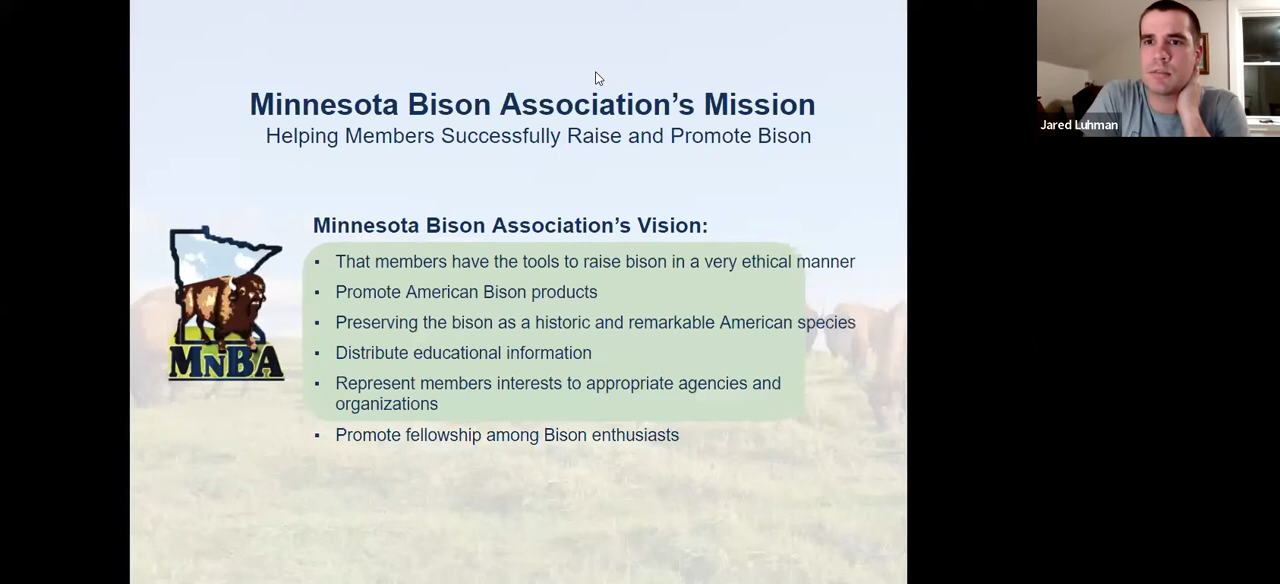 Minnesota Bison Association's Mission
Helping Members Successfully Raise and Promote Bison
Jared Luhman
Minnesota Bison Association's Vision:
▪ That members have the tools to raise bison in a very ethical manner
▪ Promote American Bison products
▪ Preserving the bison as a historic and remarkable American species
▪ Distribute educational information
▪ Represent members interests to appropriate agencies and
organizations
▪ Promote fellowship among Bison enthusiasts
MNBA